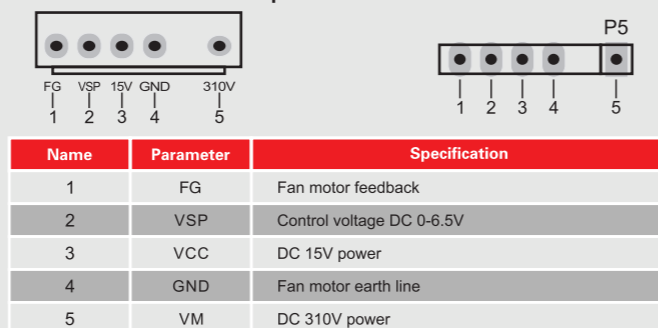 P5
FG VSP 15V GND 310V
1 2 3 4 5
1 2 3 4 5
Name Parameter Specification
1 FG Fan motor feedback
2 VSP Control voltage DC 0-6.5V
3 VCC DC 15V power
4 GND Fan motor earth line
5 VM DC 310V power